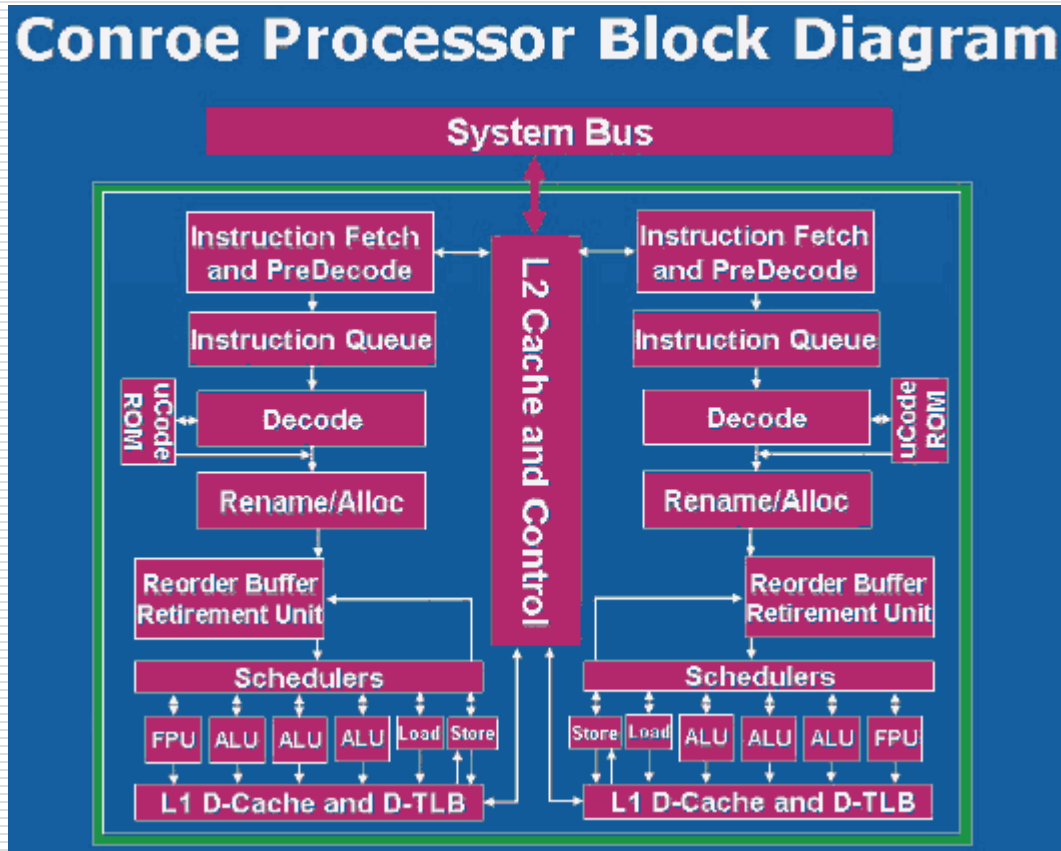 Conroe Processor Block Diagram
System Bus
Instruction Fetch
and PreDecode
Instruction Queue
uCode
ROM
Decode
Rename/Alloc
Reorder Buffer
Retirement Unit
Schedulers
FPU
ALU
ALU
ALU
Load
Store
L1 D-Cache and D-TLB
L2 Cache and Control
Instruction Fetch
and PreDecode
Instruction Queue
Decode
uCode
ROM
Rename/Alloc
Reorder Buffer
Retirement Unit
Schedulers
Store
Load
ALU
ALU
ALU
FPU
L1 D-Cache and D-TLB